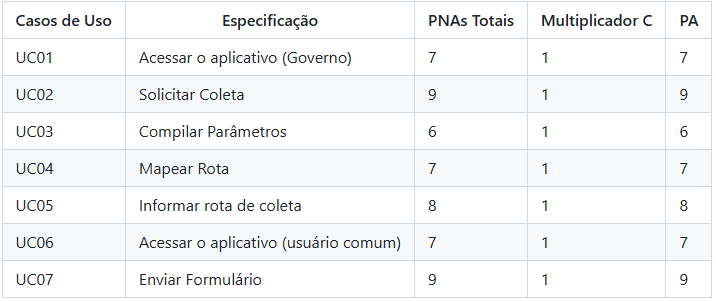 Casos de Uso Especificação PNAs Totais Multiplicador C PA
UC01 Acessar o aplicativo (Governo) 7 1 7
UC02 Solicitar Coleta 9 1 9
UC03 Compilar Parâmetros 6 1 6
UC04 Mapear Rota 7 1 7
UC05 Informar rota de coleta 8 1 8
UC06 Acessar o aplicativo (usuário comum) 7 1 7
UC07 Enviar Formulário 9 1 9